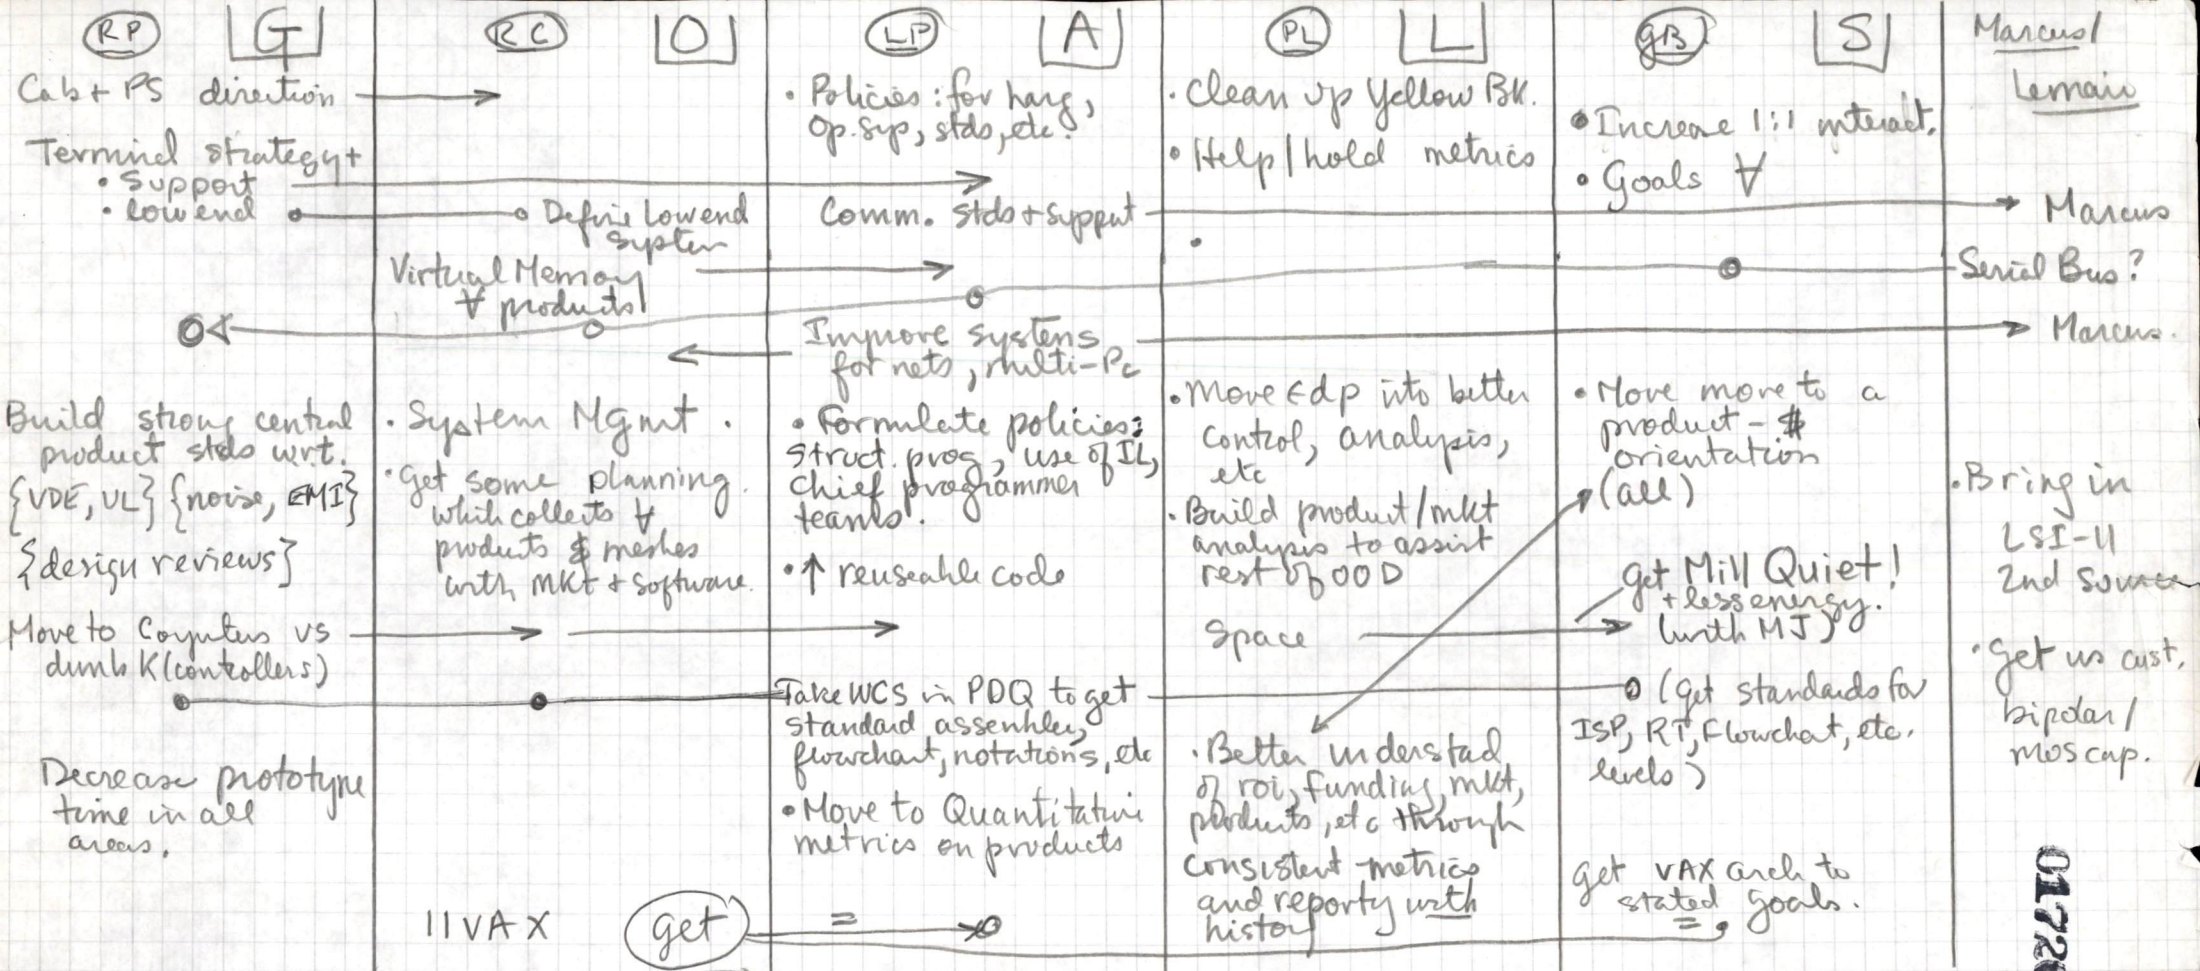 RP G
Cab + PS direction
Terminal strategy +
• Support
• low end
Build strong central
product stds w.r.t.
{VDE, UL} {noise, EMI}
{design reviews}
Move to Computers vs
dumb K(controllers)
Decrease prototype
time in all
areas.
RC O
Define low end
System
Virtual Memory
∀ products
• System Mgmt.
• Get some planning
which collects ∀
products & meshes
with mkt + software.
11 VAX get
LP A
• Policies: for hang,
Op. sys, stds, etc.
Comm. stds + support
Improve systems
for nets, multi-Pc
• Formulate policies:
Struct. prog, use of IL,
Chief programmer
teams.
• ↑ reuseable code
Take WCS in PDQ to get
standard assembler,
flowchart, notations, etc
• Move to Quantitative
metrics on products
=
PL L
• Clean up Yellow BK.
• Help/hold metrics
•
• Move Edp into better
control, analysis,
etc
• Build product/mkt
analysis to assist
rest of OOD
Space
• Better understad
of roi, funding, mkt,
products, etc through
consistent metrics
and reporty with
history
gB S
• Increase 1:1 interact.
• Goals ∀
• Move move to a
product - $
orientation
(all)
get Mill Quiet!
+ less energy.
(with MJ)
(get standards for
ISP, RT, Flowchart, etc.
levels)
get VAX arch to
stated goals.
=
Marcus/
Lemair
Marcus
Serial Bus?
Marcus.
• Bring in
LSI-11
2nd Source
• Get us cust.
bipolar/
mos cap.
0172